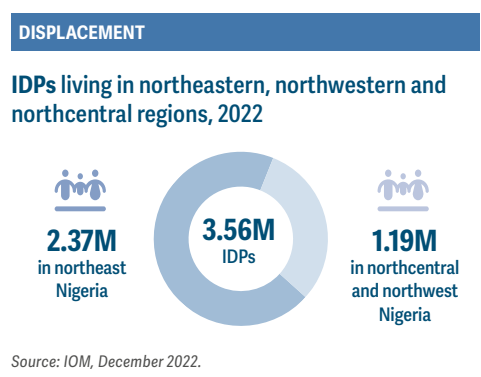 DISPLACEMENT
IDPs living in northeastern, northwestern and
northcentral regions, 2022
2.37M
in northeast
Nigeria
3.56M
IDPs
1.19M
in northcentral
and northwest
Nigeria
Source: IOM, December 2022.